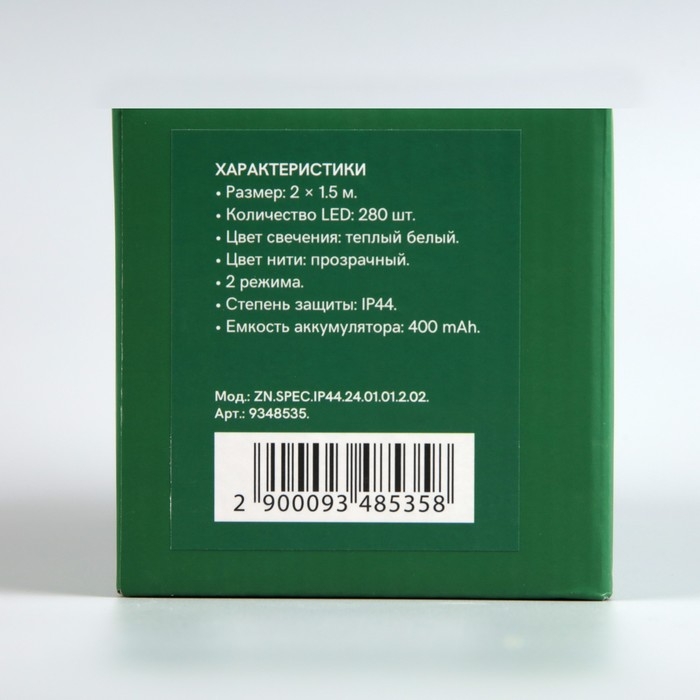 ХАРАКТЕРИСТИКИ
• Размер: 2 × 1.5 м.
• Количество LED: 280 шт.
• Цвет свечения: теплый белый.
• Цвет нити: прозрачный.
• 2 режима.
• Степень защиты: IP44.
• Емкость аккумулятора: 400 mAh.
Мод.: ZN.SPEC.IP44.24.01.01.2.02.
Арт.: 9348535.
2 900093 485358